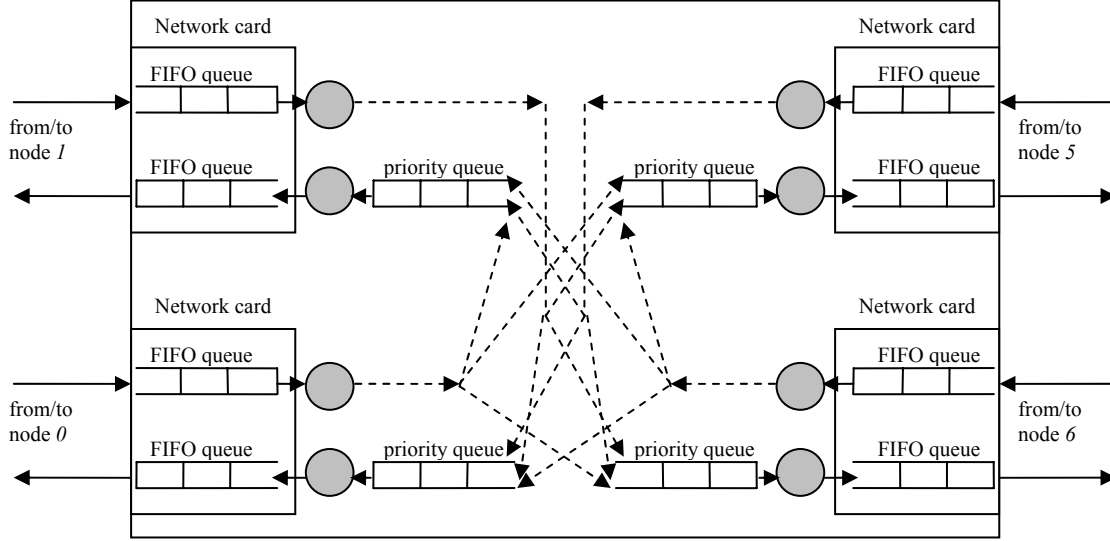 Network card
Network card
FIFO queue
FIFO queue
from/to
node 1
from/to
node 5
FIFO queue
priority queue
priority queue
FIFO queue
Network card
Network card
FIFO queue
FIFO queue
from/to
node 0
from/to
node 6
FIFO queue
priority queue
priority queue
FIFO queue